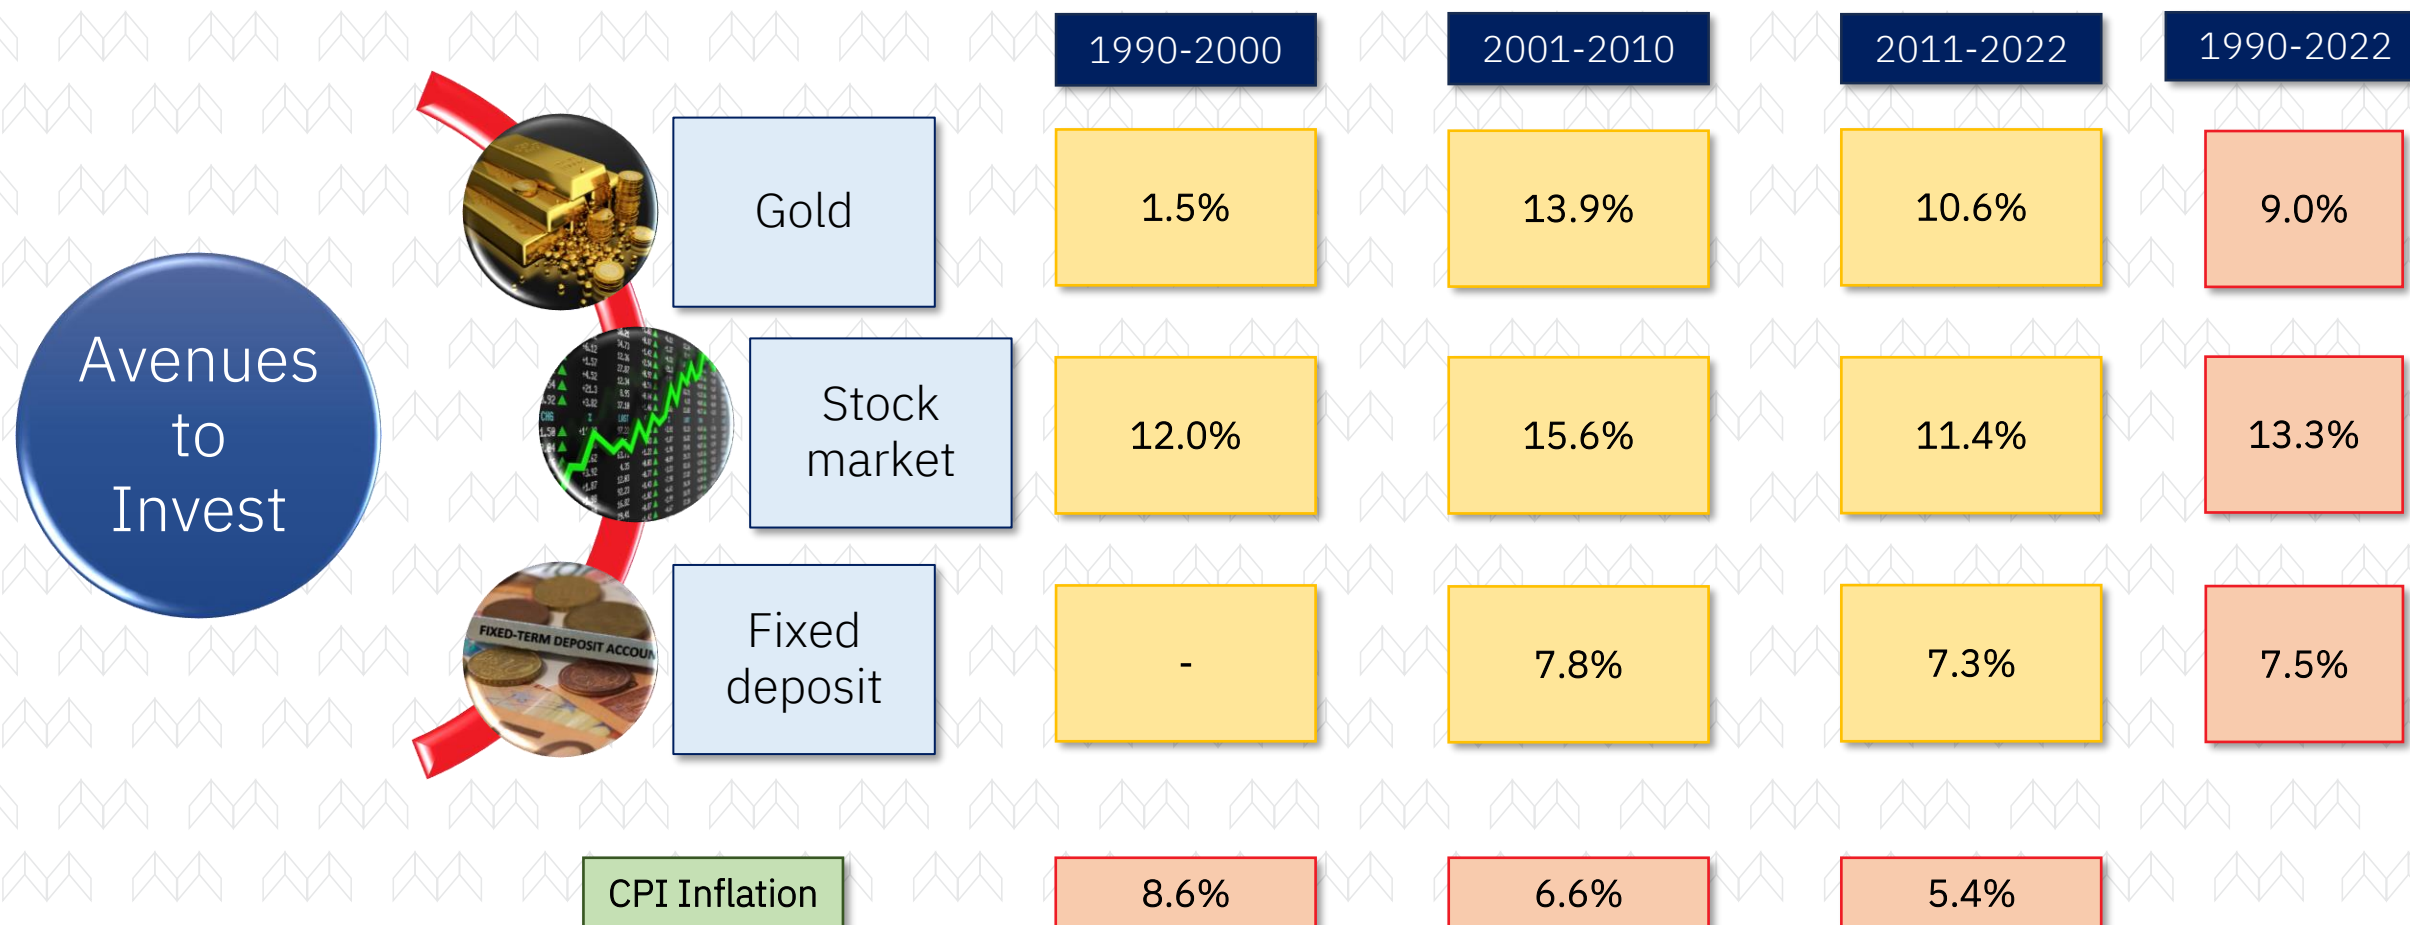 1990-2000
2001-2010
2011-2022
1990-2022
Gold
1.5%
13.9%
10.6%
9.0%
Avenues
to
Invest
Stock
market
12.0%
15.6%
11.4%
13.3%
FIXED-TERM DEPOSIT ACCOUN
Fixed
deposit
-
7.8%
7.3%
7.5%
CPI Inflation
8.6%
6.6%
5.4%